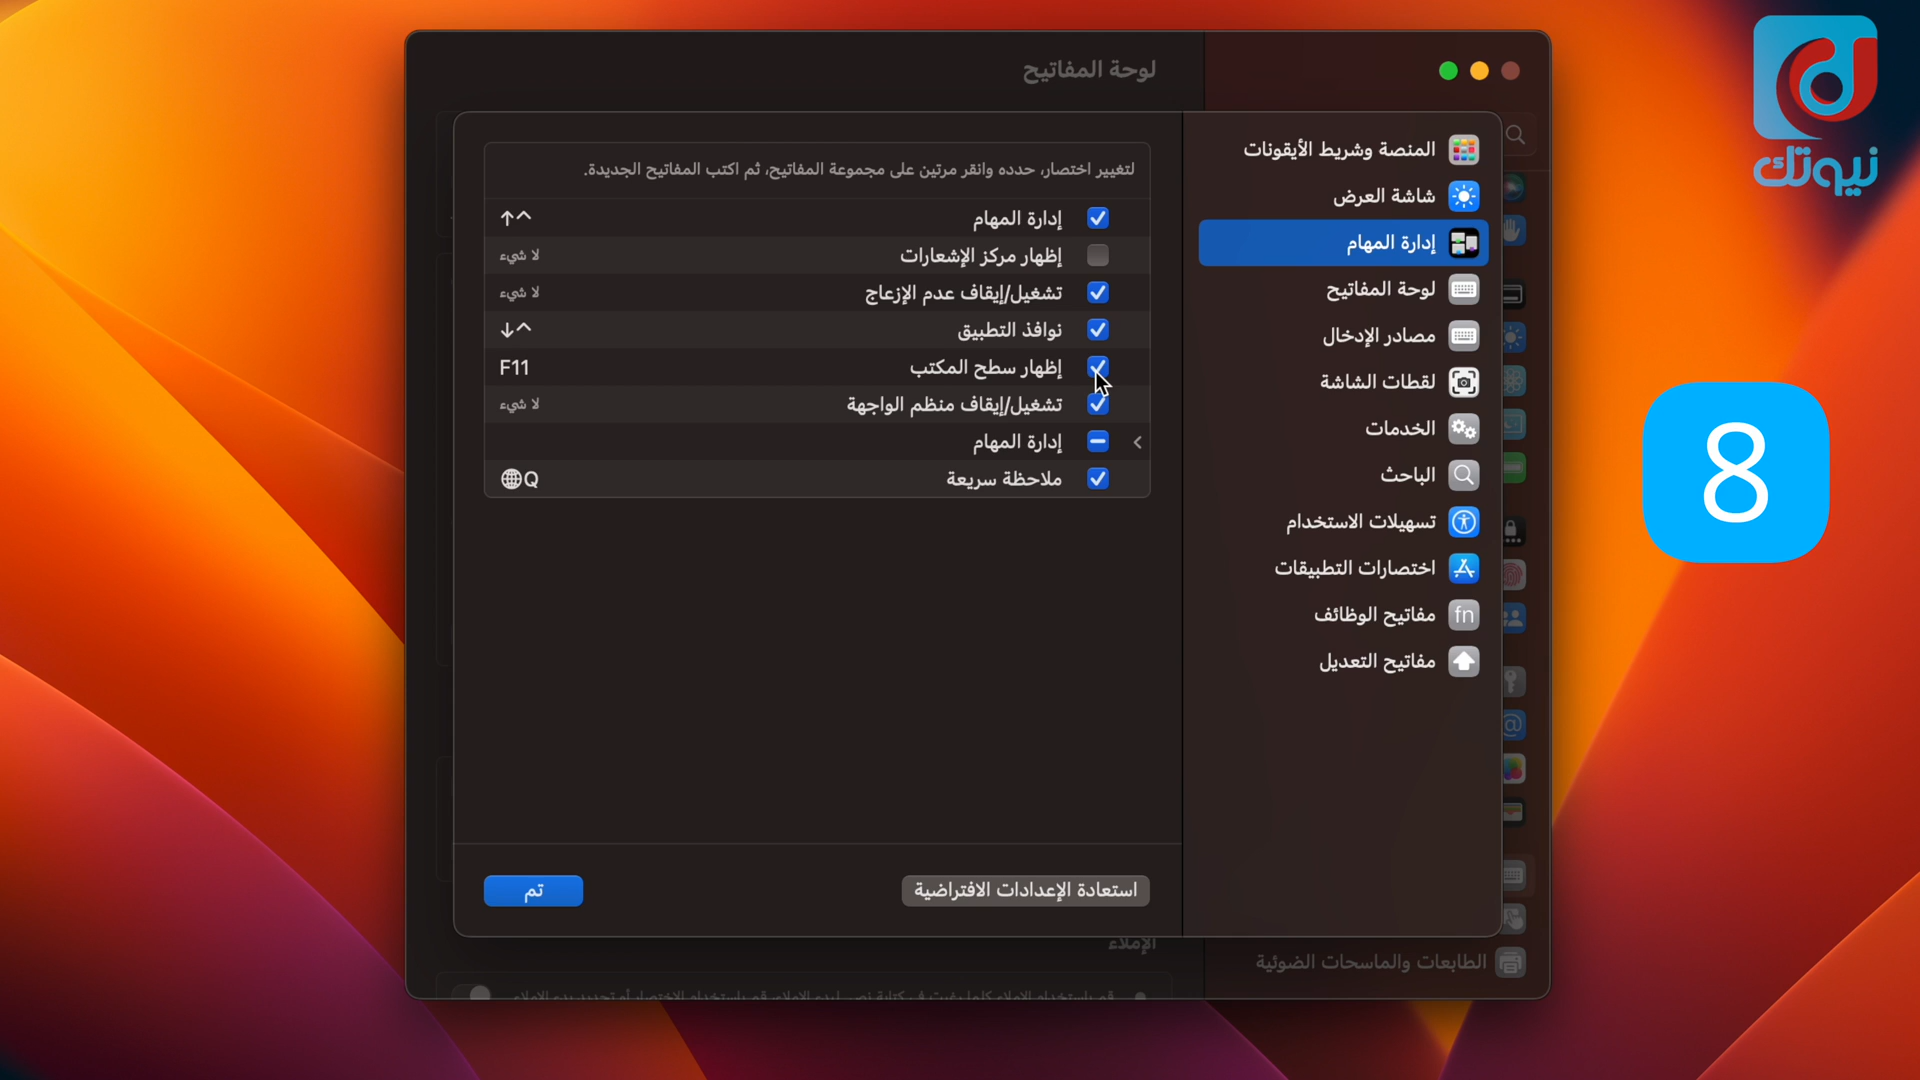 نيوتك
لوحة المفاتيح
المنصة وشريط الأيقونات
شاشة العرض
إدارة المهام
لوحة المفاتيح
مصادر الإدخال
لقطات الشاشة
الخدمات
الباحث
تسهيلات الاستخدام
اختصارات التطبيقات
fn مفاتيح الوظائف
مفاتيح التعديل
لتغيير اختصار، حدده وانقر مرتين على مجموعة المفاتيح، ثم اكتب المفاتيح الجديدة.
إدارة المهام ^↑
إظهار مركز الإشعارات لا شيء
تشغيل/إيقاف عدم الإزعاج لا شيء
نوافذ التطبيق ^↓
إظهار سطح المكتب F11
تشغيل/إيقاف منظم الواجهة لا شيء
إدارة المهام
ملاحظة سريعة Q
استعادة الإعدادات الافتراضية
تم
8
الإملاء
الطابعات والماسحات الضوئية